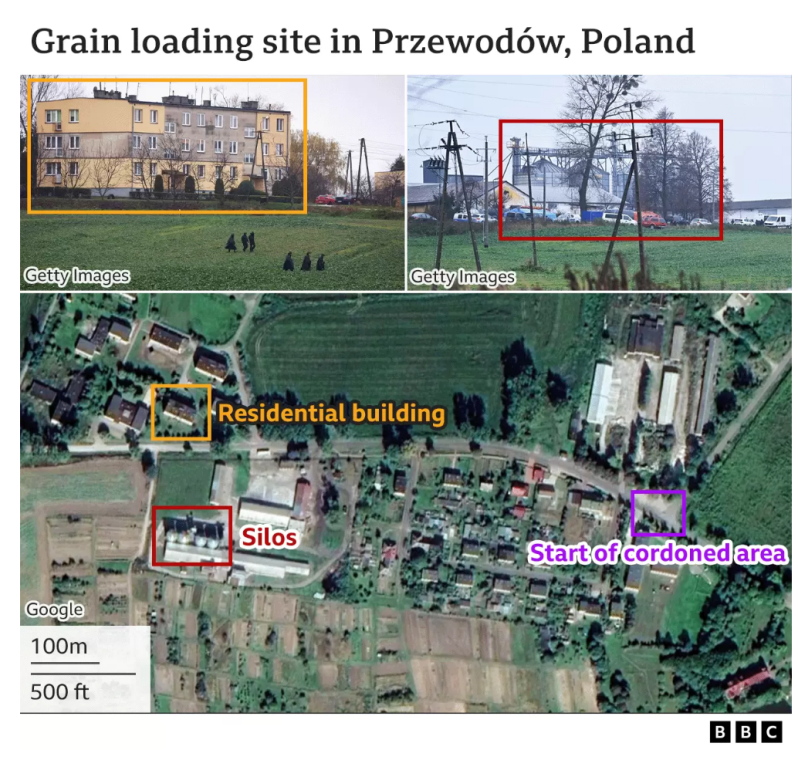 Grain loading site in Przewodów, Poland
Getty Images
Getty Images
Residential building
Silos
Start of cordoned area
Google
100m
500 ft
BBC